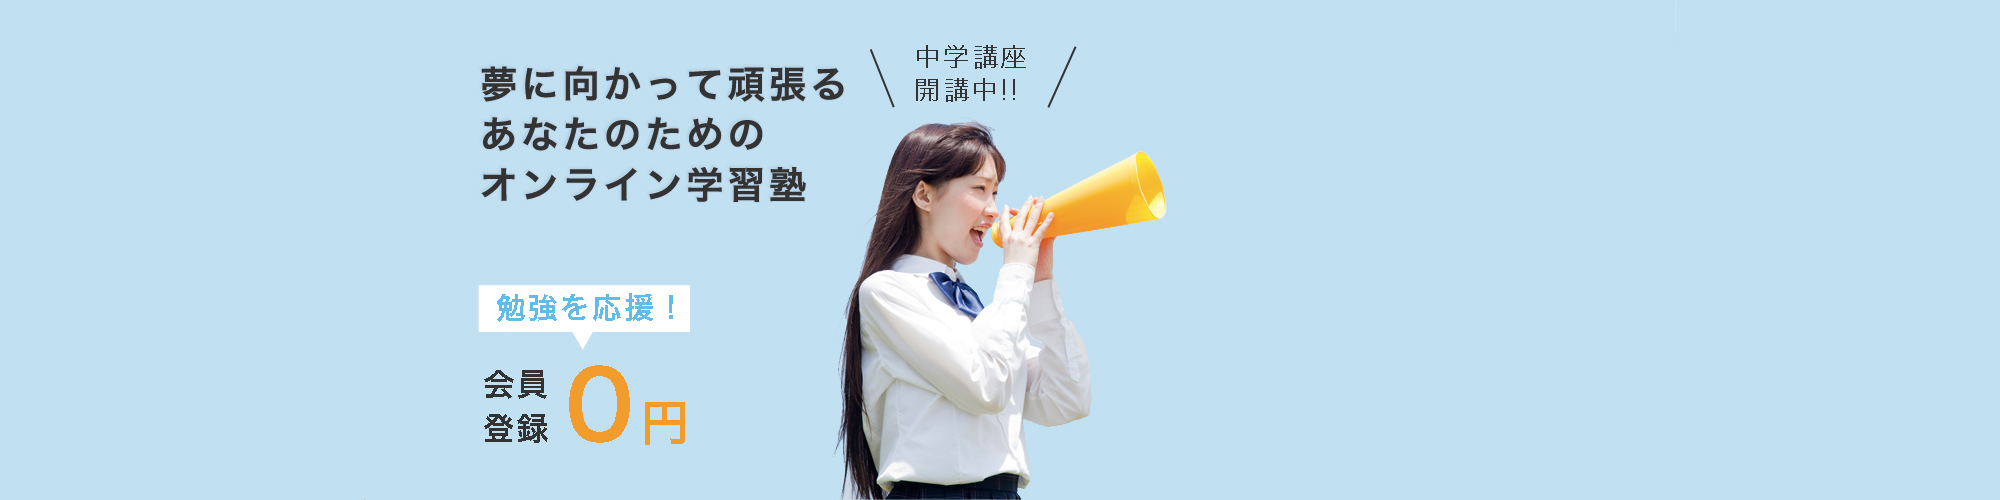 夢に向かって頑張る
あなたのための
オンライン学習塾
中学講座
開講中!!
勉強を応援！
会員
登録
0円